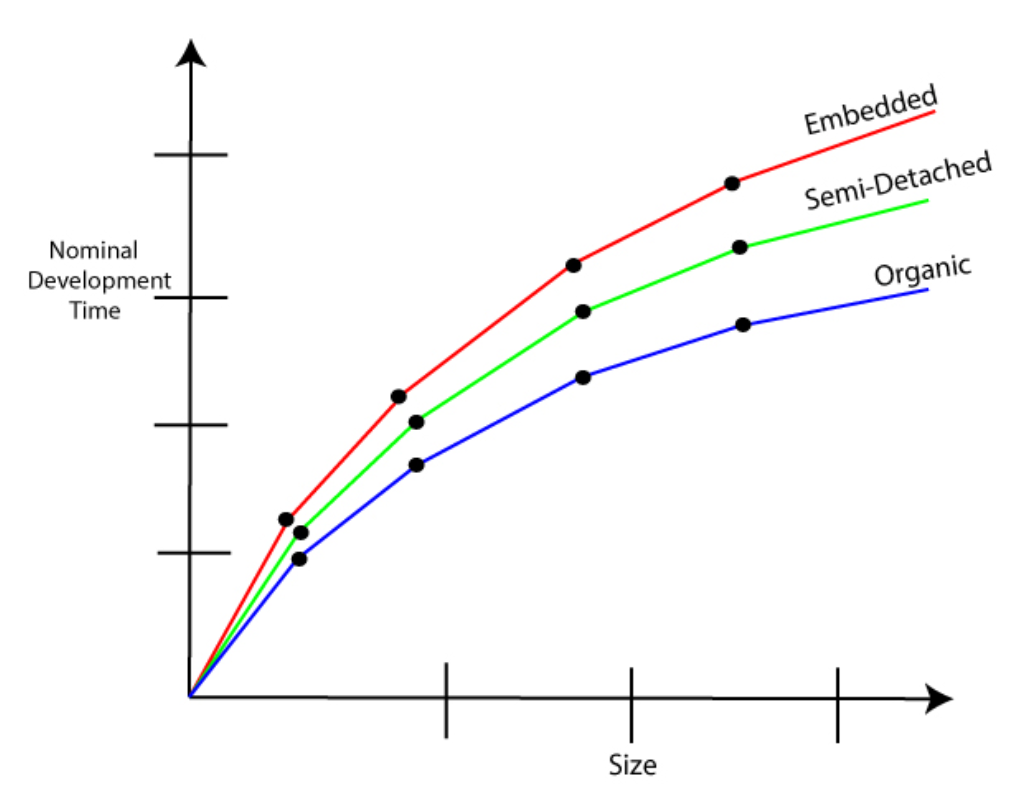 Embedded
Semi-Detached
Organic
Nominal
Development
Time
Size